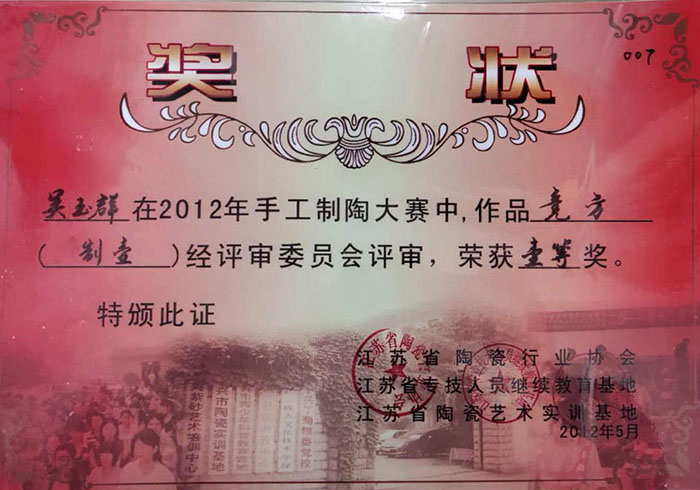 奖 状
007
吴玉群在2012年手工制陶大赛中,作品竞方
(制壶)经评审委员会评审，荣获壹等奖。
特颁此证
江苏省陶瓷行业协会
江苏省专技人员继续教育基地
江苏省陶瓷艺术实训基地
2012年5月